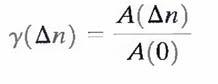 γ(Δn) = A(Δn) / A(0)